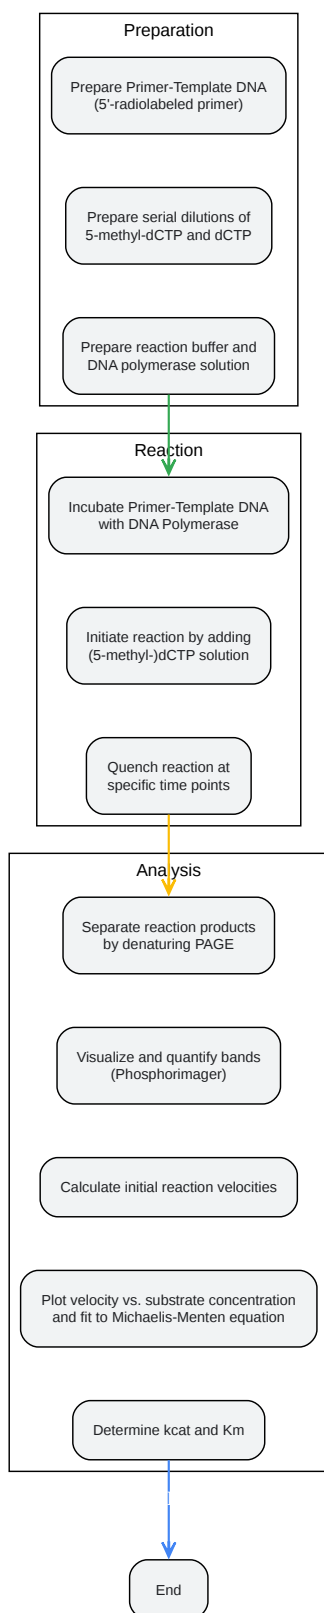 Preparation
Prepare Primer-Template DNA
(5'-radiolabeled primer)
Prepare serial dilutions of
5-methyl-dCTP and dCTP
Prepare reaction buffer and
DNA polymerase solution
Reaction
Incubate Primer-Template DNA
with DNA Polymerase
Initiate reaction by adding
(5-methyl-)dCTP solution
Quench reaction at
specific time points
Analysis
Separate reaction products
by denaturing PAGE
Visualize and quantify bands
(Phosphorimager)
Calculate initial reaction velocities
Plot velocity vs. substrate concentration
and fit to Michaelis-Menten equation
Determine kcat and Km
End